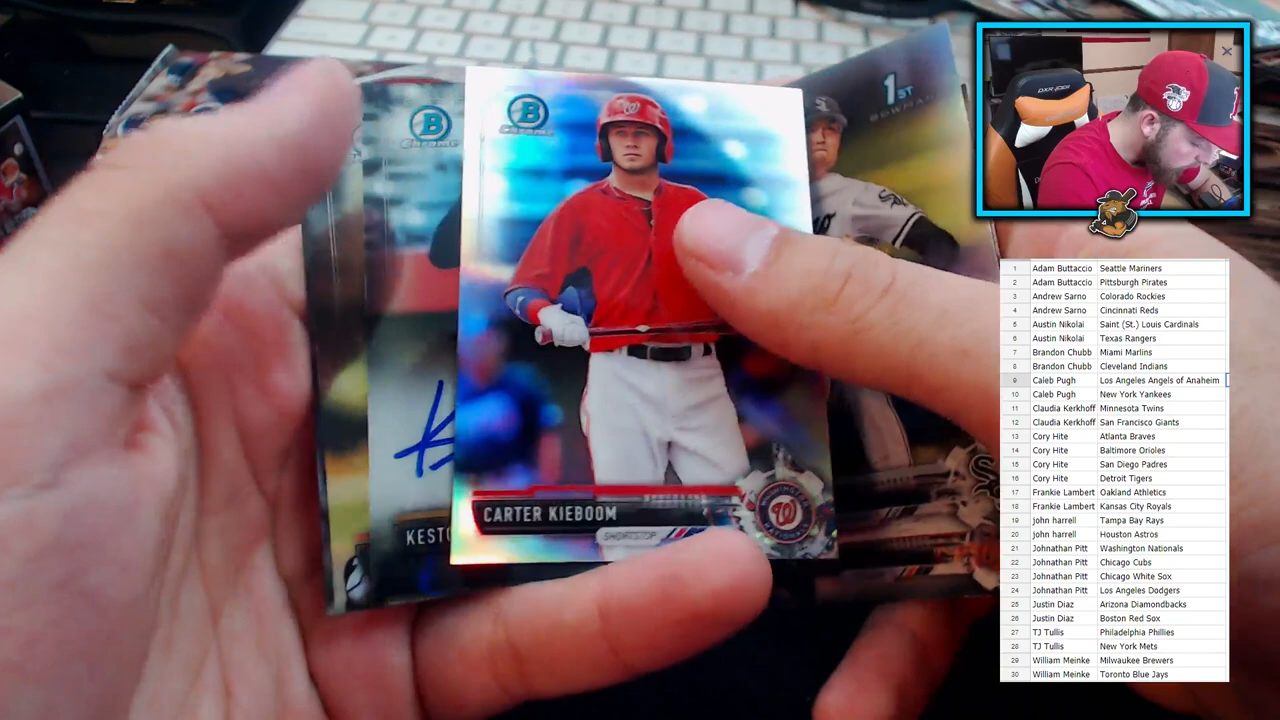 1ST
BOWMAN
B
Chrome
B
Chrome
W
CARTER KIEBOOM
SHORTSTOP
W
KESTO
DXRACER
1 Adam Buttaccio Seattle Mariners
2 Adam Buttaccio Pittsburgh Pirates
3 Andrew Sarno Colorado Rockies
4 Andrew Sarno Cincinnati Reds
5 Austin Nikolai Saint (St.) Louis Cardinals
6 Austin Nikolai Texas Rangers
7 Brandon Chubb Miami Marlins
8 Brandon Chubb Cleveland Indians
9 Caleb Pugh Los Angeles Angels of Anaheim
10 Caleb Pugh New York Yankees
11 Claudia Kerkhoff Minnesota Twins
12 Claudia Kerkhoff San Francisco Giants
13 Cory Hite Atlanta Braves
14 Cory Hite Baltimore Orioles
15 Cory Hite San Diego Padres
16 Cory Hite Detroit Tigers
17 Frankie Lambert Oakland Athletics
18 Frankie Lambert Kansas City Royals
19 john harrell Tampa Bay Rays
20 john harrell Houston Astros
21 Johnathan Pitt Washington Nationals
22 Johnathan Pitt Chicago Cubs
23 Johnathan Pitt Chicago White Sox
24 Johnathan Pitt Los Angeles Dodgers
25 Justin Diaz Arizona Diamondbacks
26 Justin Diaz Boston Red Sox
27 TJ Tullis Philadelphia Phillies
28 TJ Tullis New York Mets
29 William Meinke Milwaukee Brewers
30 William Meinke Toronto Blue Jays